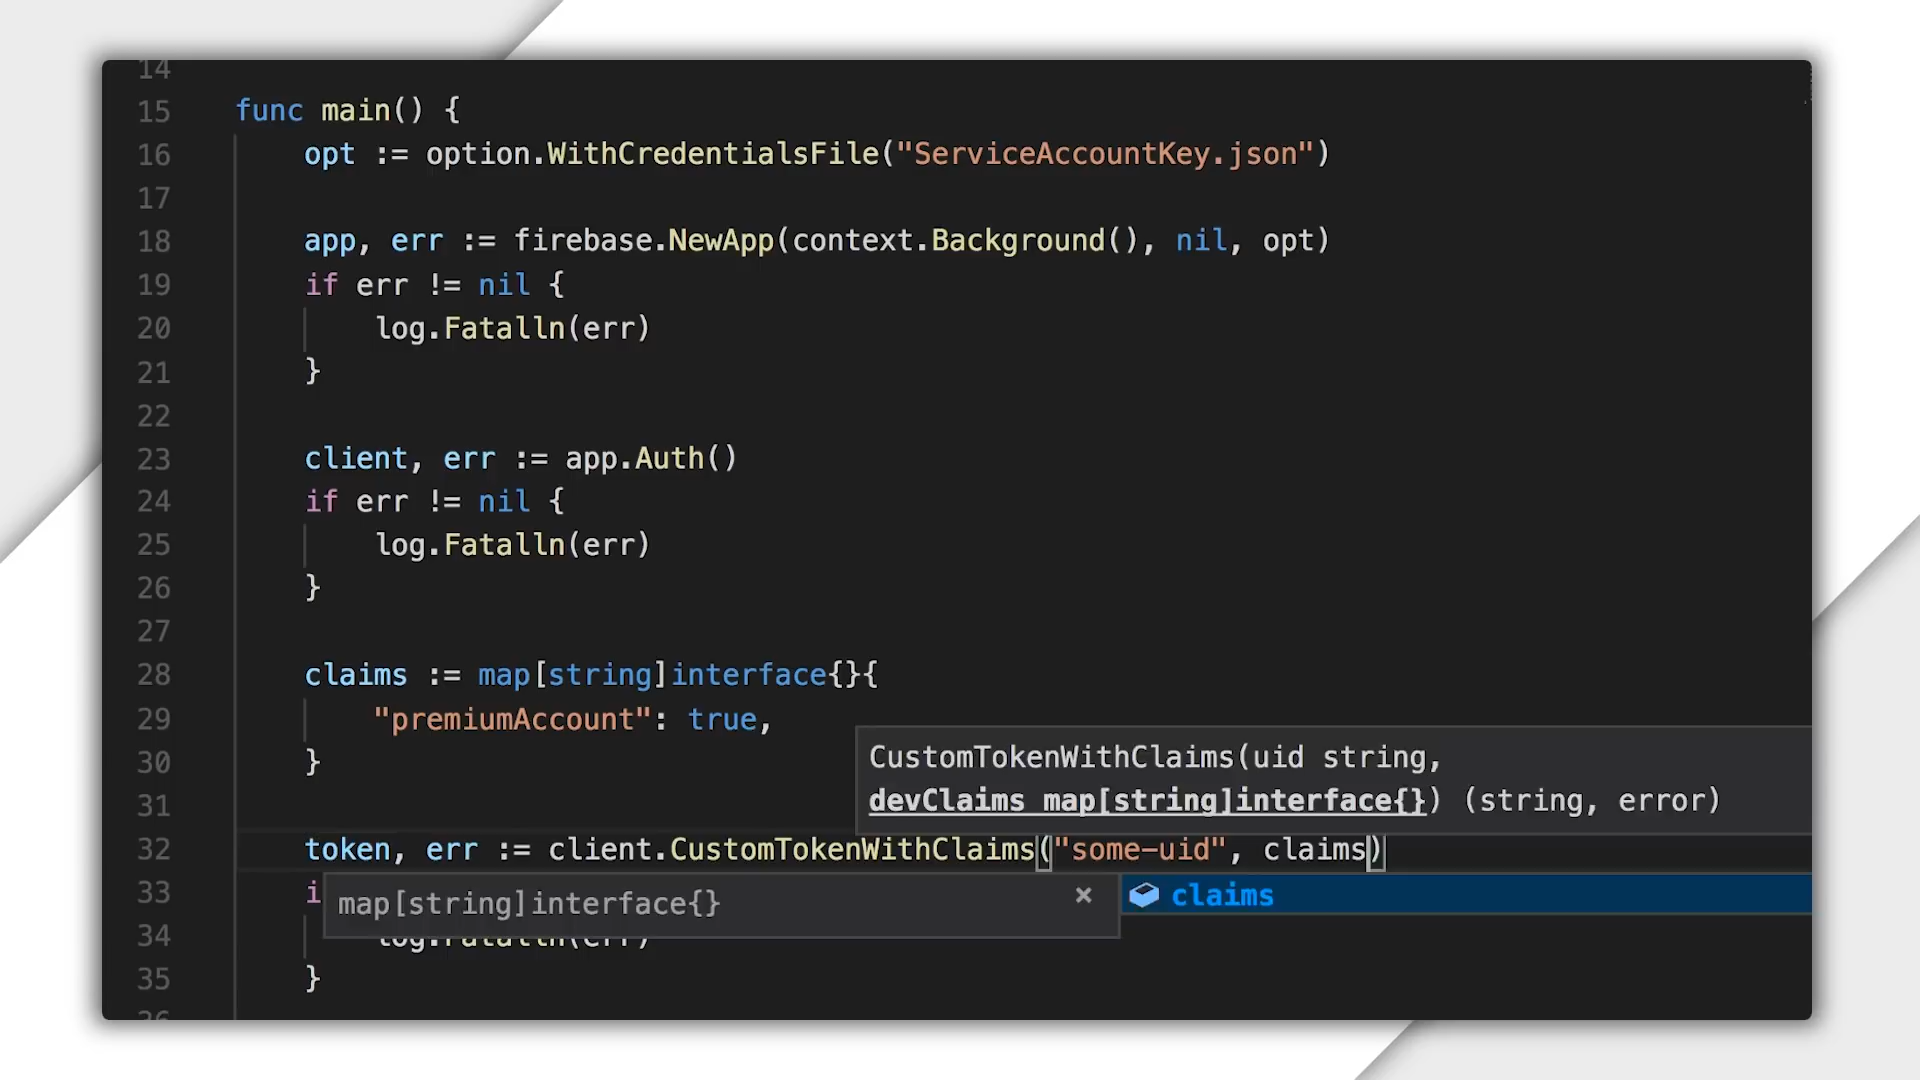 14
15 func main() {
16 opt := option.WithCredentialsFile("ServiceAccountKey.json")
17
18 app, err := firebase.NewApp(context.Background(), nil, opt)
19 if err != nil {
20 log.Fatalln(err)
21 }
22
23 client, err := app.Auth()
24 if err != nil {
25 log.Fatalln(err)
26 }
27
28 claims := map[string]interface{}{
29 "premiumAccount": true,
30 }
CustomTokenWithClaims(uid string,
31
devClaims map[string]interface{}) (string, error)
32 token, err := client.CustomTokenWithClaims("some-uid", claims)
33 i
map[string]interface{} × claims
34 log.Fatalln(err)
35 }
36